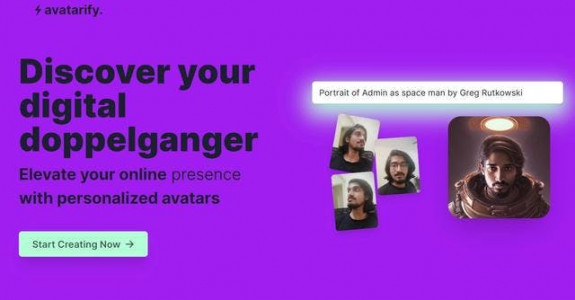 avatarify.
Discover your
digital
doppelganger
Elevate your online presence
with personalized avatars
Start Creating Now →
Portrait of Admin as space man by Greg Rutkowski